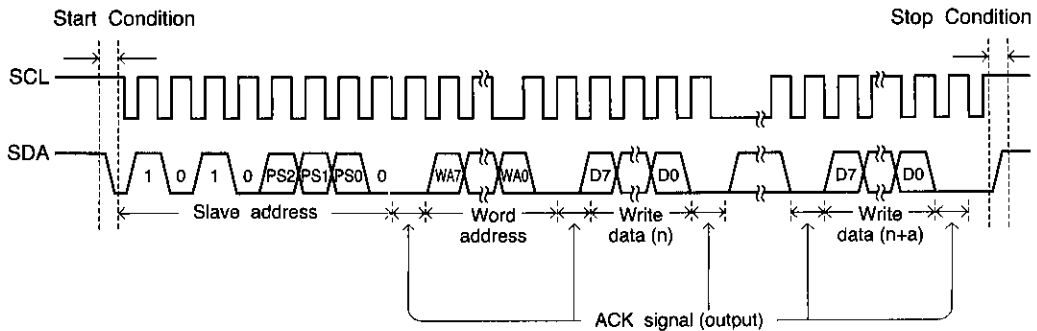 Start Condition
Stop Condition
SCL
SDA
1 0 1 0 PS2 PS1 PS0 0 WA7 WA0 D7 D0 D7 D0
Slave address
Word
address
Write
data (n)
Write
data (n+a)
ACK signal (output)